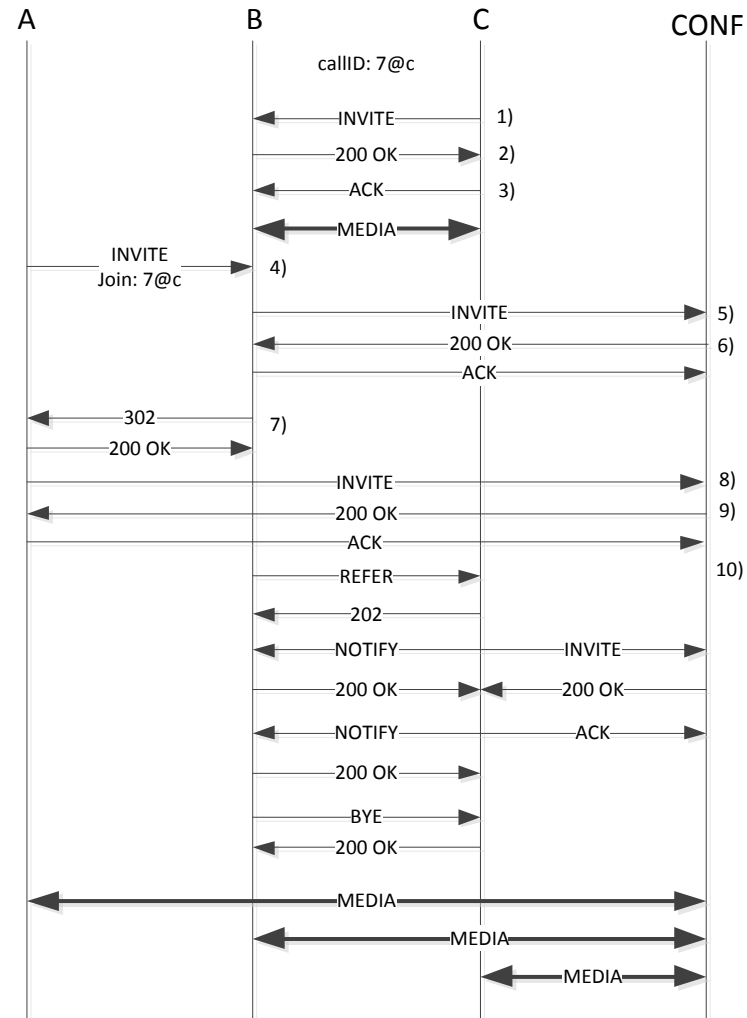 A B C CONF
callID: 7@c
INVITE 1)
200 OK 2)
ACK 3)
MEDIA
INVITE
Join: 7@c 4)
INVITE 5)
200 OK 6)
ACK
302 7)
200 OK
INVITE 8)
200 OK 9)
ACK
REFER 10)
202
NOTIFY INVITE
200 OK 200 OK
NOTIFY ACK
200 OK
BYE
200 OK
MEDIA
MEDIA
MEDIA